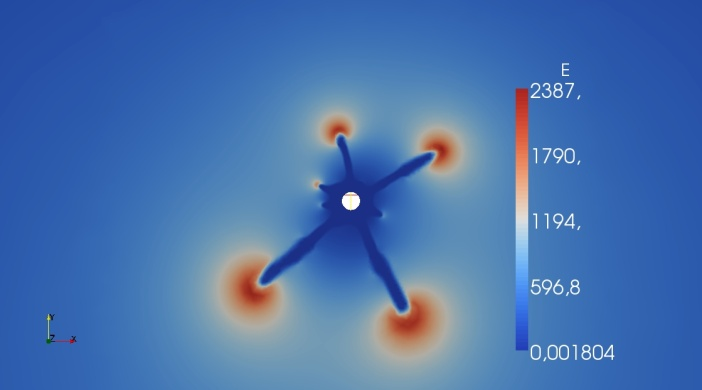 E
2387,
1790,
1194,
596,8
0,001804
Y
Z
X